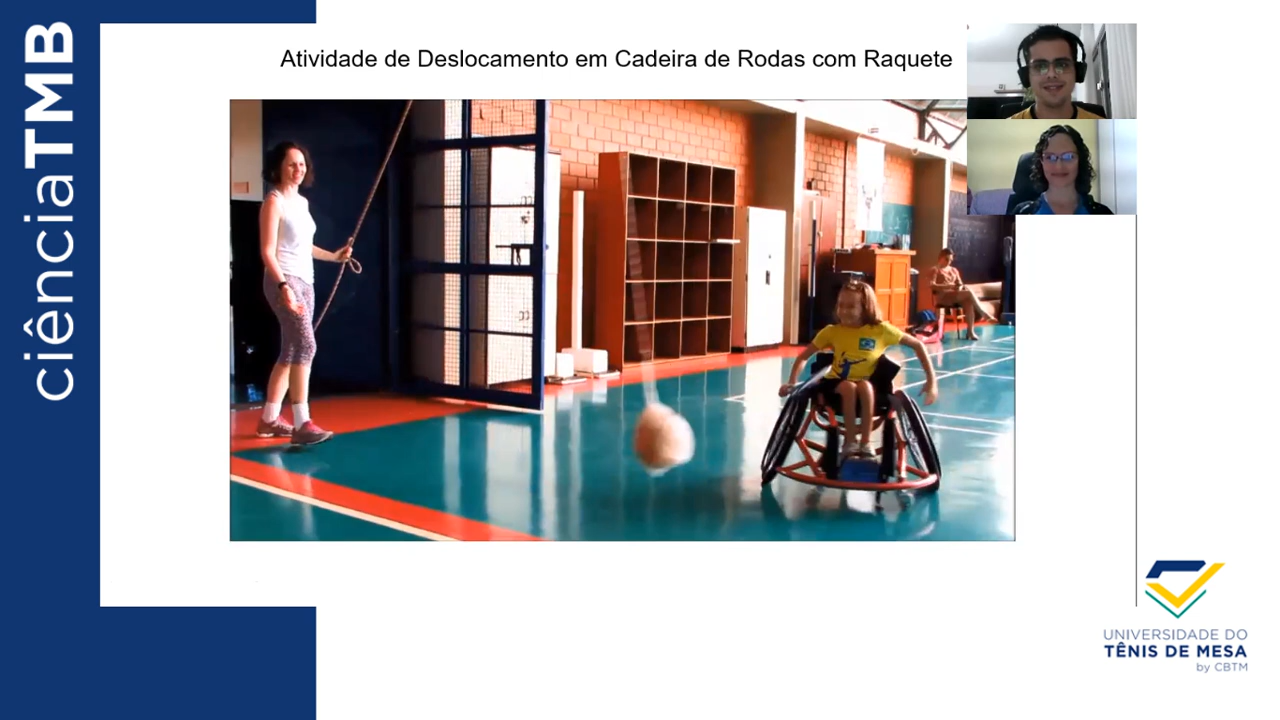 ciênciaTMB
Atividade de Deslocamento em Cadeira de Rodas com Raquete
UNIVERSIDADE DO
TÊNIS DE MESA
by CBTM